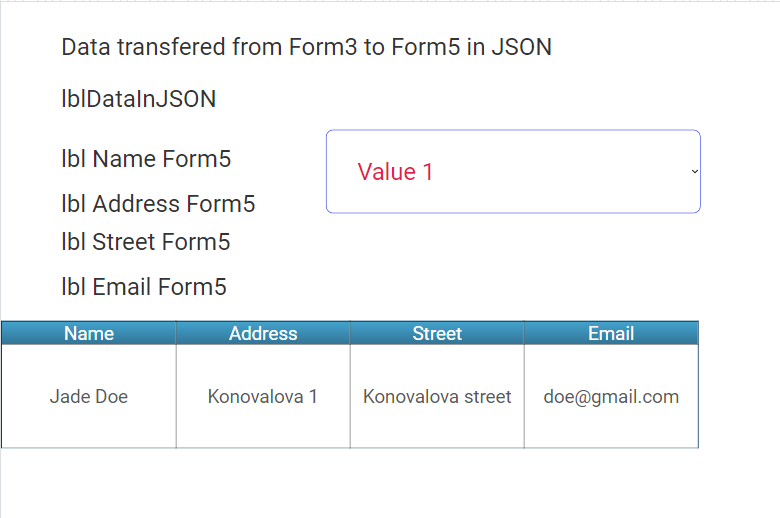 Data transfered from Form3 to Form5 in JSON
lblDataInJSON
lbl Name Form5
Value 1
lbl Address Form5
lbl Street Form5
lbl Email Form5
Name Address Street Email
Jade Doe Konovalova 1 Konovalova street doe@gmail.com